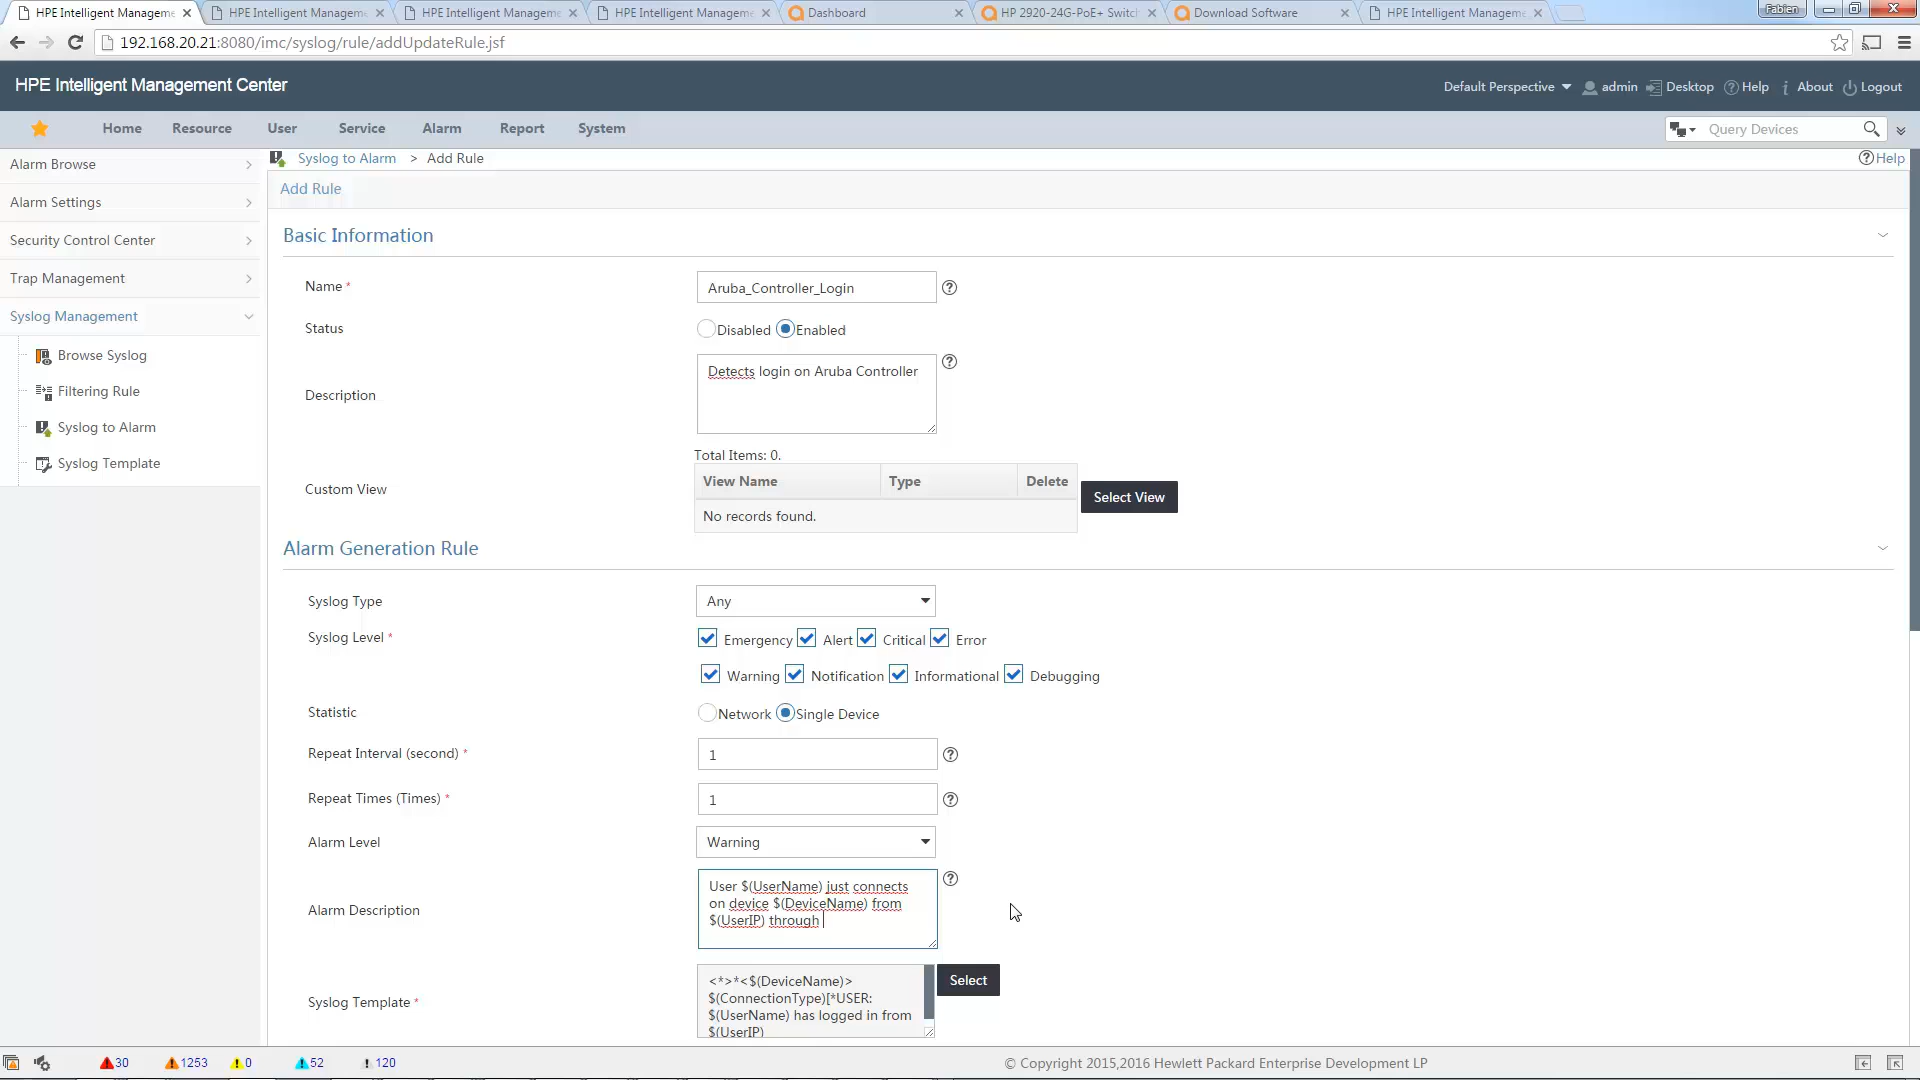 HPE Intelligent Manageme
HPE Intelligent Manageme
HPE Intelligent Manageme
HPE Intelligent Manageme
Dashboard
HP 2920-24G-PoE+ Switch
Download Software
HPE Intelligent Manageme
Fabien
192.168.20.21:8080/imc/syslog/rule/addUpdateRule.jsf
HPE Intelligent Management Center
Default Perspective
admin
Desktop
Help
About
Logout
Home
Resource
User
Service
Alarm
Report
System
Query Devices
Alarm Browse
Alarm Settings
Security Control Center
Trap Management
Syslog Management
Browse Syslog
Filtering Rule
Syslog to Alarm
Syslog Template
Syslog to Alarm > Add Rule
Help
Add Rule
Basic Information
Name *
Aruba_Controller_Login
Status
Disabled Enabled
Description
Detects login on Aruba Controller
Total Items: 0.
Custom View
View Name Type Delete
No records found.
Select View
Alarm Generation Rule
Syslog Type
Any
Syslog Level *
Emergency Alert Critical Error
Warning Notification Informational Debugging
Statistic
Network Single Device
Repeat Interval (second) *
1
Repeat Times (Times) *
1
Alarm Level
Warning
Alarm Description
User $(UserName) just connects
on device $(DeviceName) from
$(UserIP) through
Syslog Template *
<*>*<$(DeviceName)>
$(ConnectionType)[*USER:
$(UserName) has logged in from
$(UserIP)
Select
30
1253
0
52
120
© Copyright 2015,2016 Hewlett Packard Enterprise Development LP